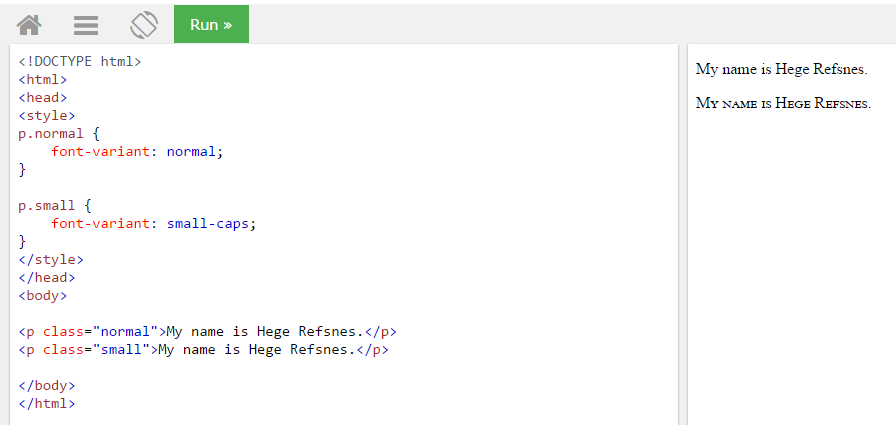 Run »
<!DOCTYPE html>
<html>
<head>
<style>
p.normal {
    font-variant: normal;
}

p.small {
    font-variant: small-caps;
}
</style>
</head>
<body>

<p class="normal">My name is Hege Refsnes.</p>
<p class="small">My name is Hege Refsnes.</p>

</body>
</html>
My name is Hege Refsnes.
My name is Hege Refsnes.